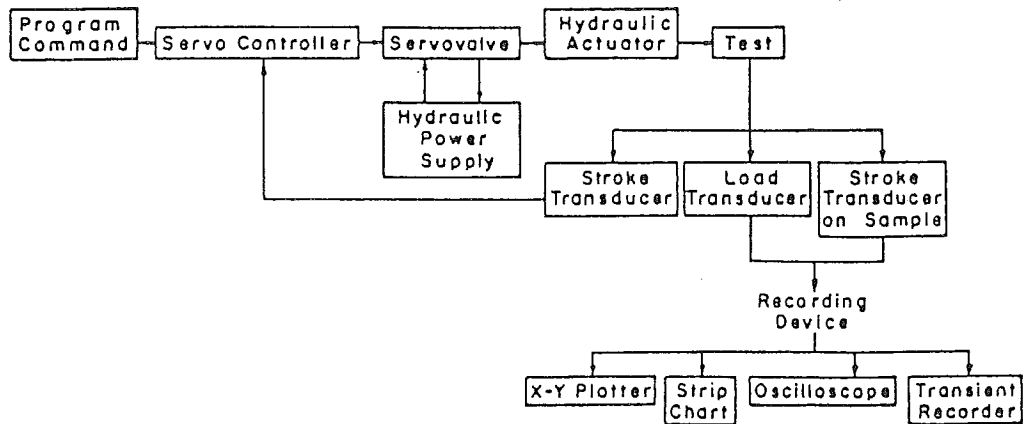 Program
Command
Servo Controller
Servovalve
Hydraulic
Actuator
Test
Hydraulic
Power
Supply
Stroke
Transducer
Load
Transducer
Stroke
Transducer
on Sample
Recording
Device
X-Y Plotter
Strip
Chart
Oscilloscope
Transient
Recorder